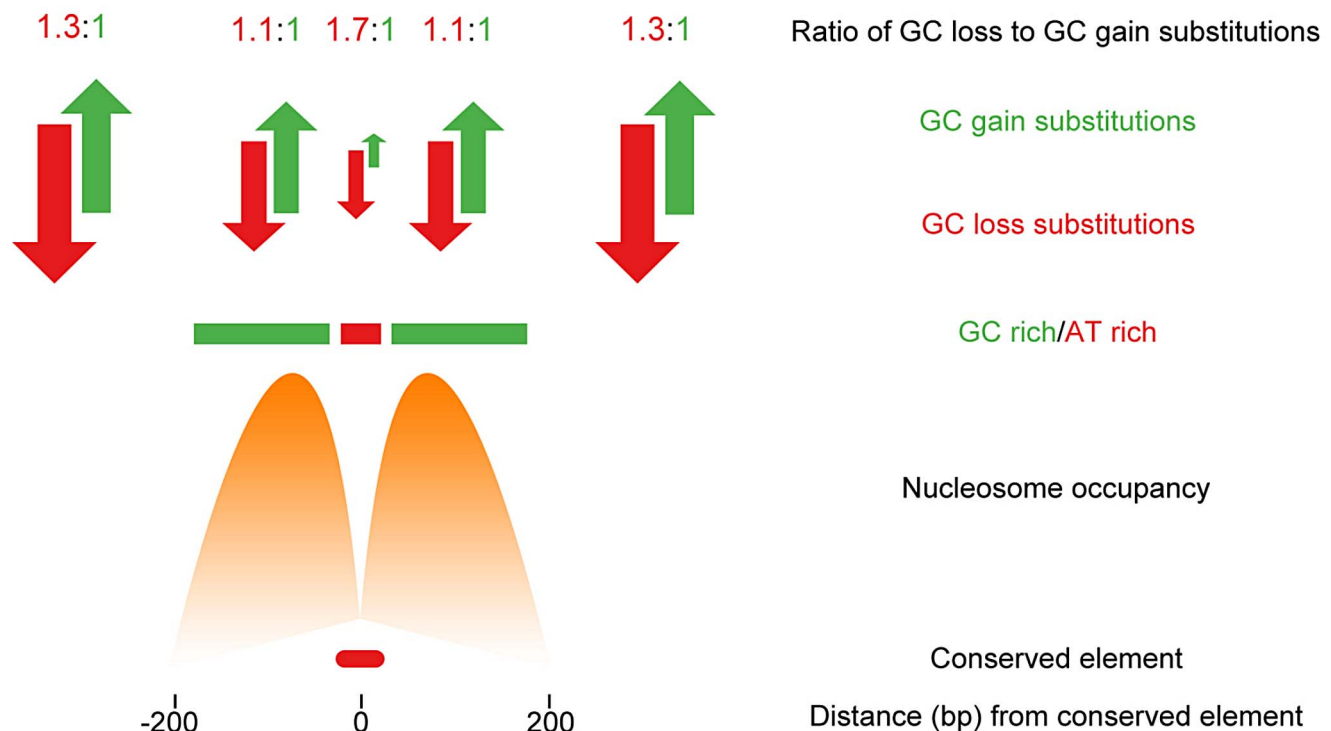 1.3:1 1.1:1 1.7:1 1.1:1 1.3:1 Ratio of GC loss to GC gain substitutions
GC gain substitutions
GC loss substitutions
GC rich/AT rich
Nucleosome occupancy
Conserved element
-200 0 200 Distance (bp) from conserved element